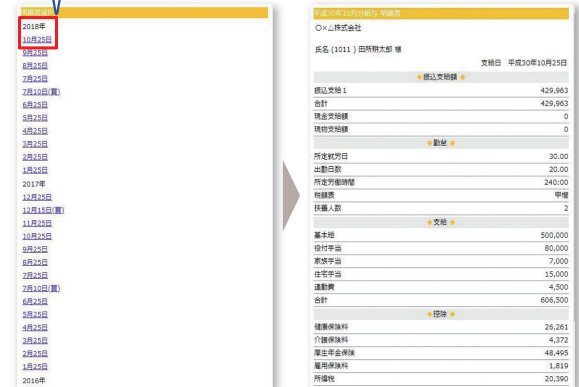 明細表選択
2018年
10月25日
9月25日
8月25日
7月25日
7月10日(賞)
6月25日
5月25日
4月25日
3月25日
2月25日
1月25日
2017年
12月25日
12月15日(賞)
11月25日
10月25日
9月25日
8月25日
7月25日
7月10日(賞)
6月25日
5月25日
4月25日
3月25日
2月25日
1月25日
2016年
平成30年10月分給与 明細表
○×△株式会社
氏名 (1011 ) 田所耕太郎 様
支給日 平成30年10月25日
◆振込支給額 ◆
振込支給1 429,963
合計 429,963
現金支給額 0
現物支給額 0
◆勤怠 ◆
所定就労日 30.00
出勤日数 20.00
所定労働時間 240:00
税額表 甲欄
扶養人数 2
◆支給 ◆
基本給 500,000
役付手当 80,000
家族手当 7,000
住宅手当 15,000
通勤費 4,500
合計 606,500
◆控除 ◆
健康保険料 26,261
介護保険料 4,372
厚生年金保険 48,495
雇用保険料 1,819
所得税 20,390